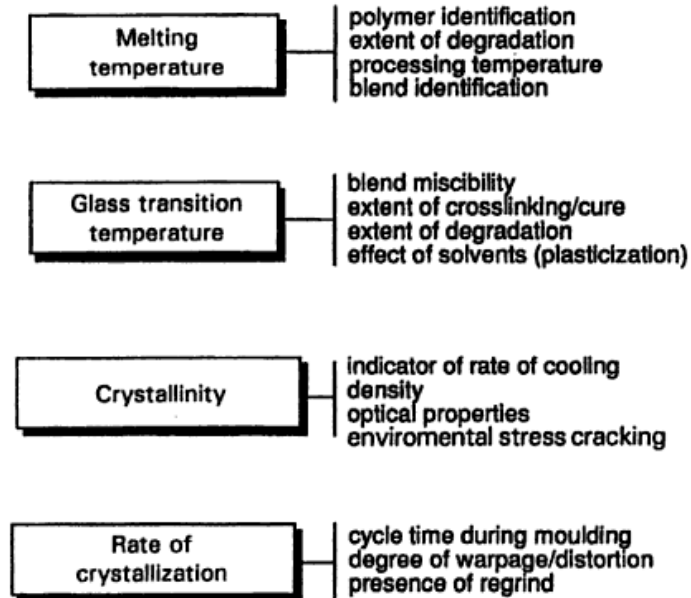 Melting
temperature
polymer identification
extent of degradation
processing temperature
blend identification
Glass transition
temperature
blend miscibility
extent of crosslinking/cure
extent of degradation
effect of solvents (plasticization)
Crystallinity
indicator of rate of cooling
density
optical properties
enviromental stress cracking
Rate of
crystallization
cycle time during moulding
degree of warpage/distortion
presence of regrind